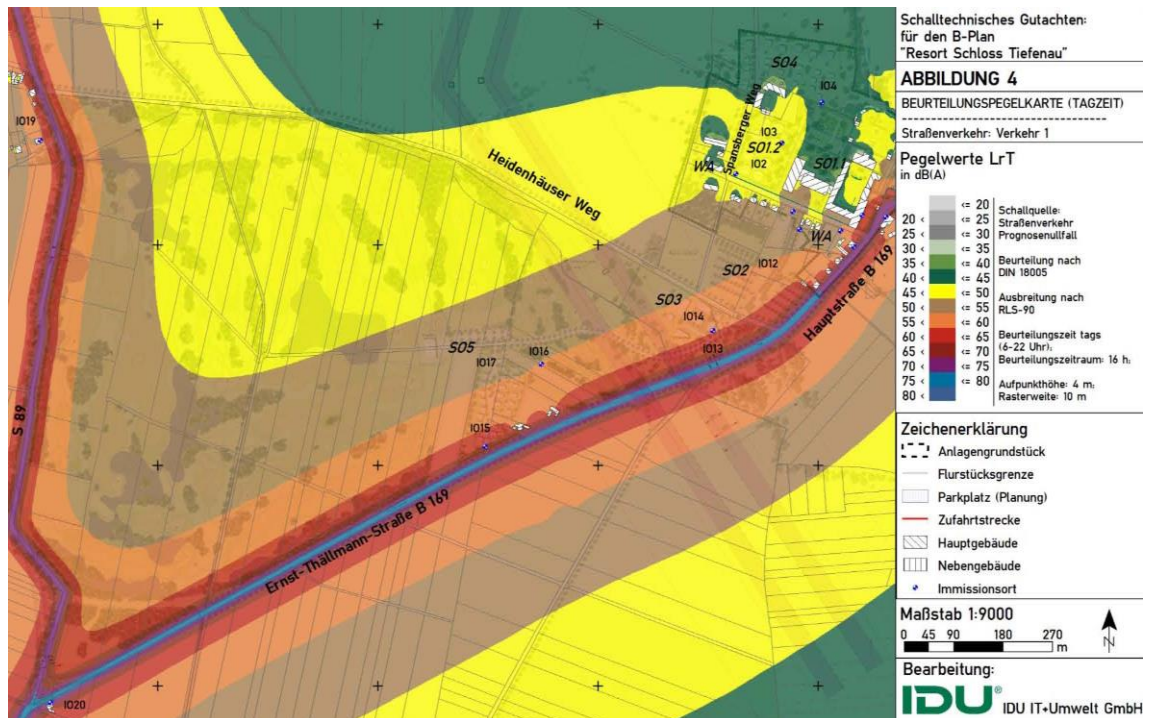 Schalltechnisches Gutachten:
für den B-Plan
"Resort Schloss Tiefenau"
ABBILDUNG 4
BEURTEILUNGSPEGELKARTE (TAGZEIT)
Straßenverkehr: Verkehr 1
Pegelwerte LrT
in dB(A)
<= 20
20 < <= 25
25 < <= 30
30 < <= 35
35 < <= 40
40 < <= 45
45 < <= 50
50 < <= 55
55 < <= 60
60 < <= 65
65 < <= 70
70 < <= 75
75 < <= 80
80 <
Schallquelle:
Straßenverkehr
Prognosenullfall
Beurteilung nach
DIN 18005
Ausbreitung nach
RLS-90
Beurteilungszeit tags
(6-22 Uhr);
Beurteilungszeitraum: 16 h;
Aufpunkthöhe: 4 m;
Rasterweite: 10 m
Zeichenerklärung
Anlagengrundstück
Flurstücksgrenze
Parkplatz (Planung)
Zufahrtstrecke
Hauptgebäude
Nebengebäude
Immissionsort
Maßstab 1:9000
0 45 90 180 270
m
N
Bearbeitung:
IDU® IDU IT+Umwelt GmbH
SO4
IO4
IO19
Spansberger Weg
IO3
SO1.2
IO2
SO1.1
WA
Heidenhäuser Weg
WA
SO2
IO12
Hauptstraße B 169
SO3
IO14
IO13
SO5
IO17
IO16
S 89
IO15
Ernst-Thällmann-Straße B 169
IO20